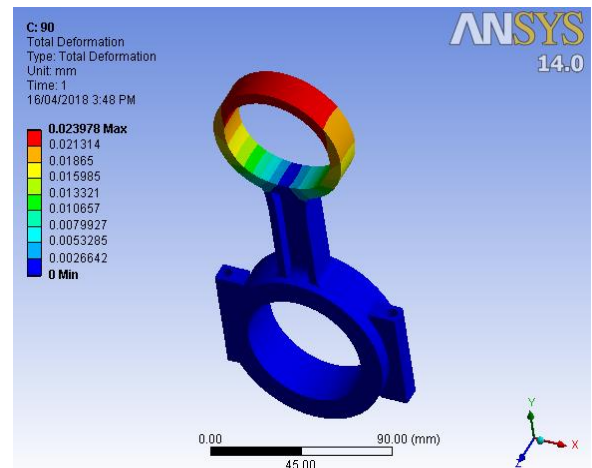 C: 90
Total Deformation
Type: Total Deformation
Unit: mm
Time: 1
16/04/2018 3:48 PM
0.023978 Max
0.021314
0.01865
0.015985
0.013321
0.010657
0.0079927
0.0053285
0.0026642
0 Min
ANSYS
14.0
0.00 90.00 (mm)
45.00
Y
X
Z